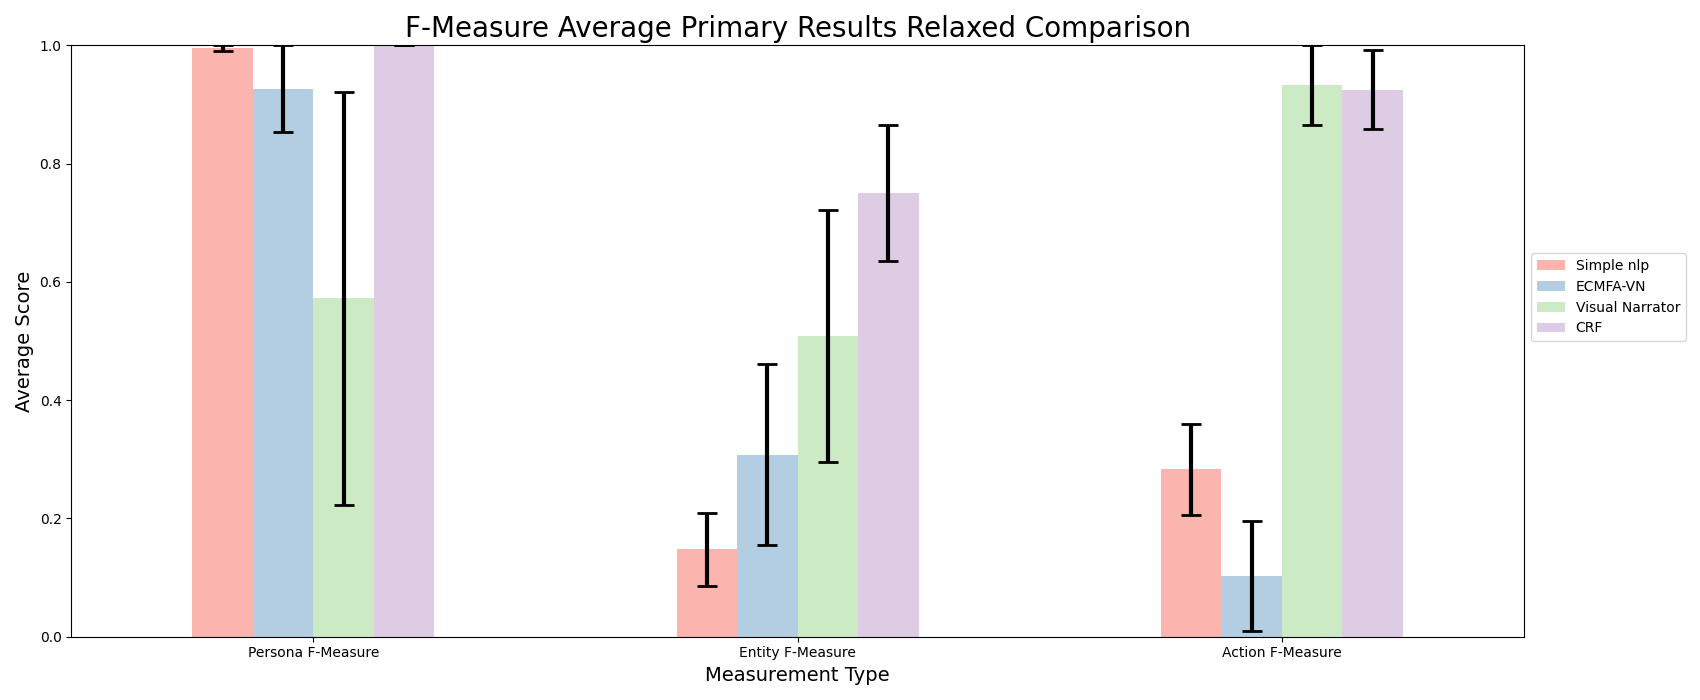 F-Measure Average Primary Results Relaxed Comparison
1.0
0.8
0.6
0.4
0.2
0.0
Average Score
Persona F-Measure
Entity F-Measure
Action F-Measure
Measurement Type
Simple nlp
ECMFA-VN
Visual Narrator
CRF